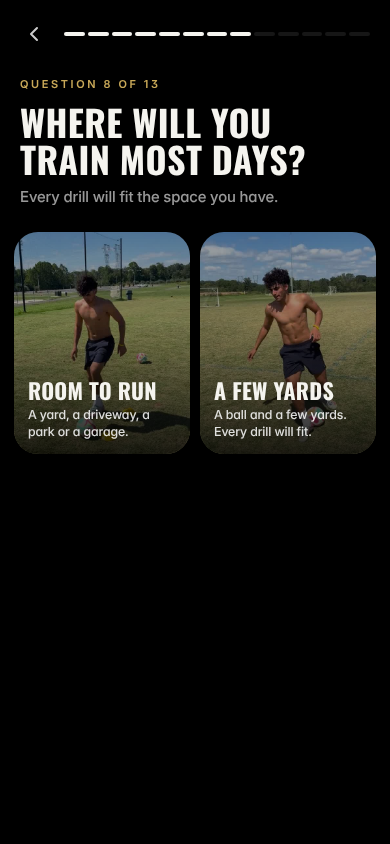 QUESTION 8 OF 13
WHERE WILL YOU
TRAIN MOST DAYS?
Every drill will fit the space you have.
ROOM TO RUN
A yard, a driveway, a
park or a garage.
A FEW YARDS
A ball and a few yards.
Every drill will fit.